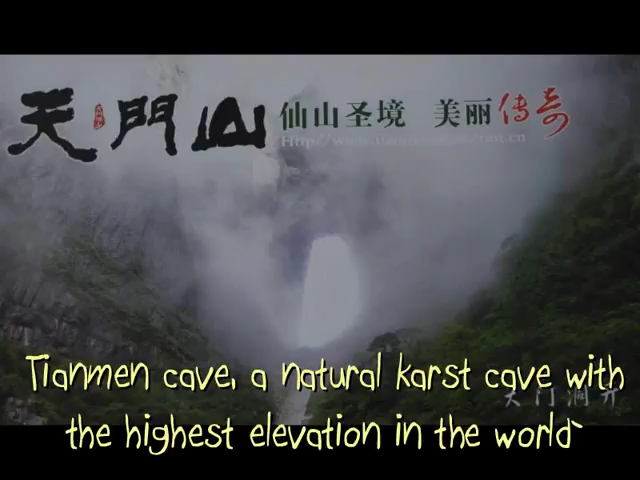 天門山
仙山圣境 美丽传奇
天门洞开
Tianmen cave, a natural karst cave with
the highest elevation in the world~